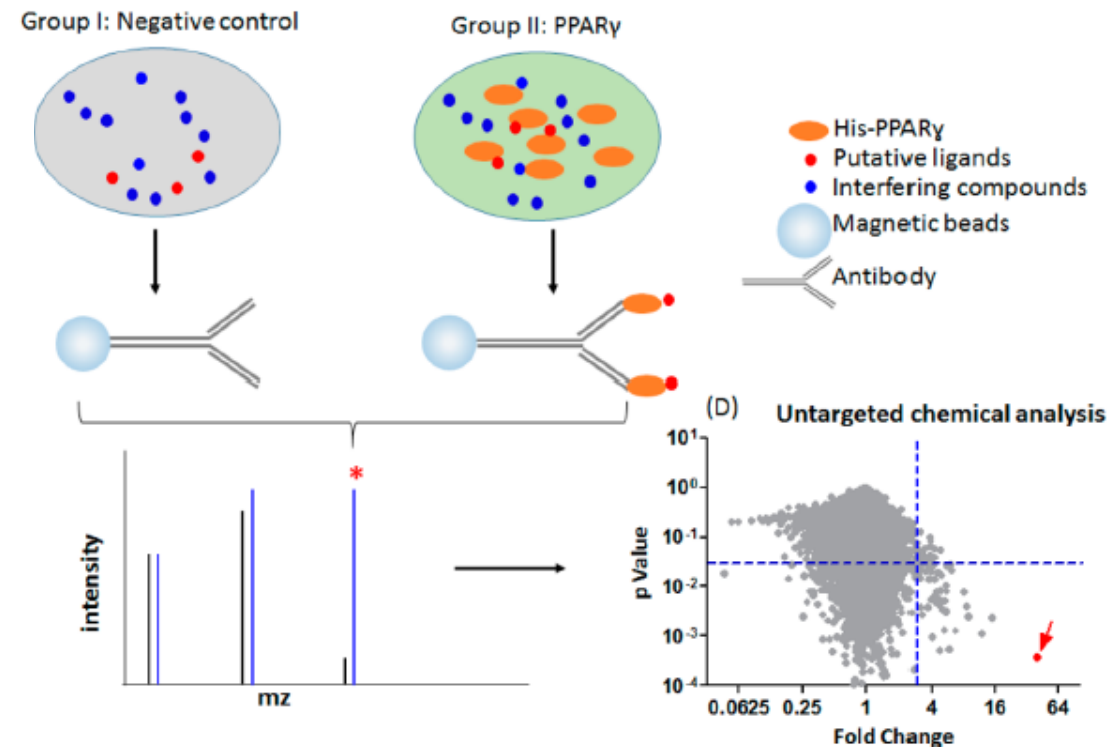 Group I: Negative control
Group II: PPARγ
His-PPARɣ
Putative ligands
Interfering compounds
Magnetic beads
Antibody
*
intensity
mz
(D)
Untargeted chemical analysis
p Value
10¹
10⁰
10⁻¹
10⁻²
10⁻³
10⁻⁴
0.0625 0.25 1 4 16 64
Fold Change